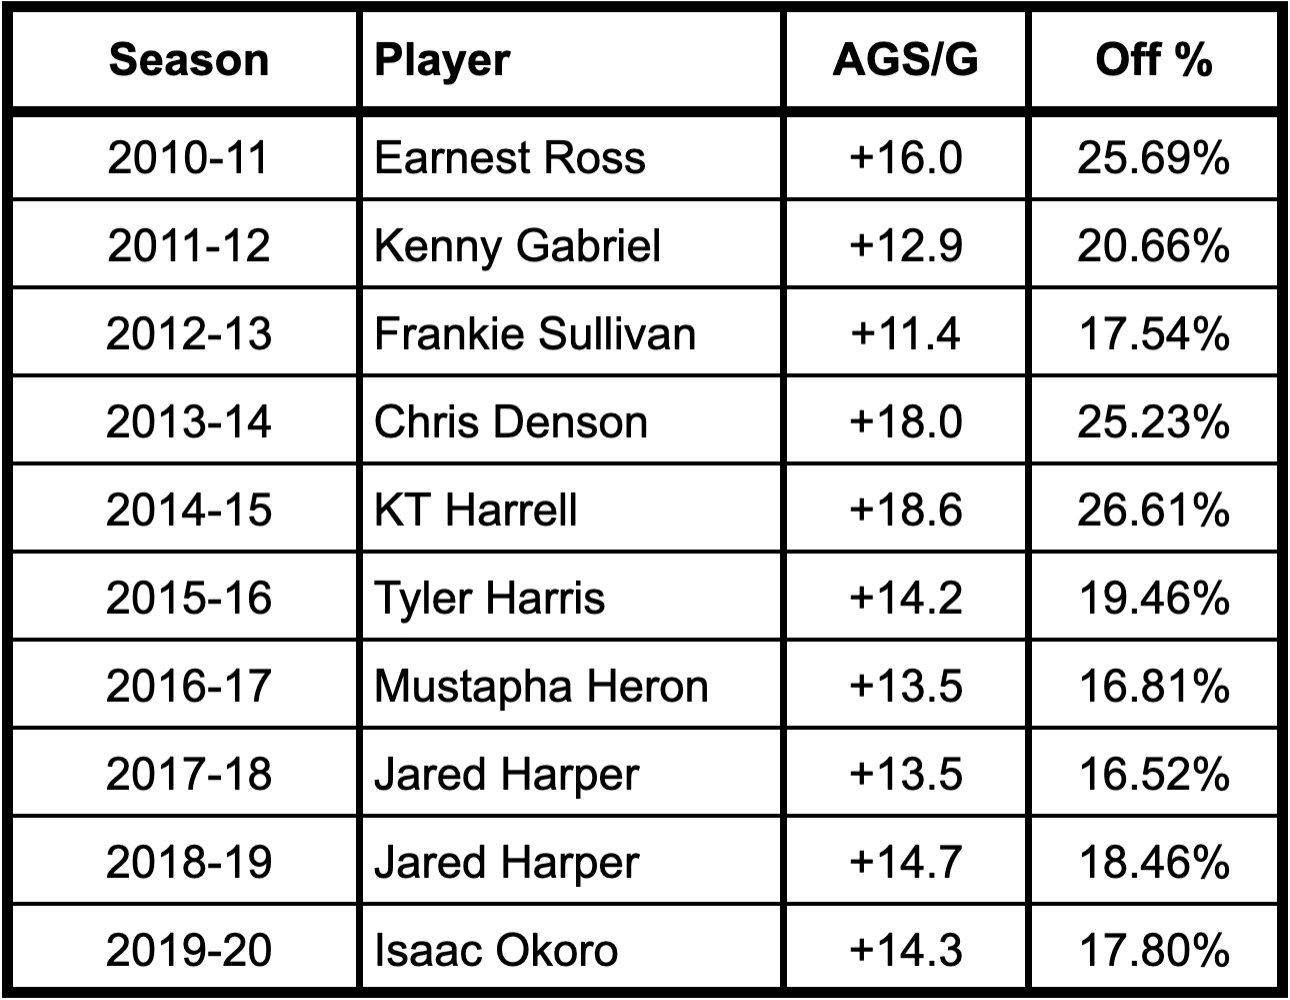 Season Player AGS/G Off %
2010-11 Earnest Ross +16.0 25.69%
2011-12 Kenny Gabriel +12.9 20.66%
2012-13 Frankie Sullivan +11.4 17.54%
2013-14 Chris Denson +18.0 25.23%
2014-15 KT Harrell +18.6 26.61%
2015-16 Tyler Harris +14.2 19.46%
2016-17 Mustapha Heron +13.5 16.81%
2017-18 Jared Harper +13.5 16.52%
2018-19 Jared Harper +14.7 18.46%
2019-20 Isaac Okoro +14.3 17.80%